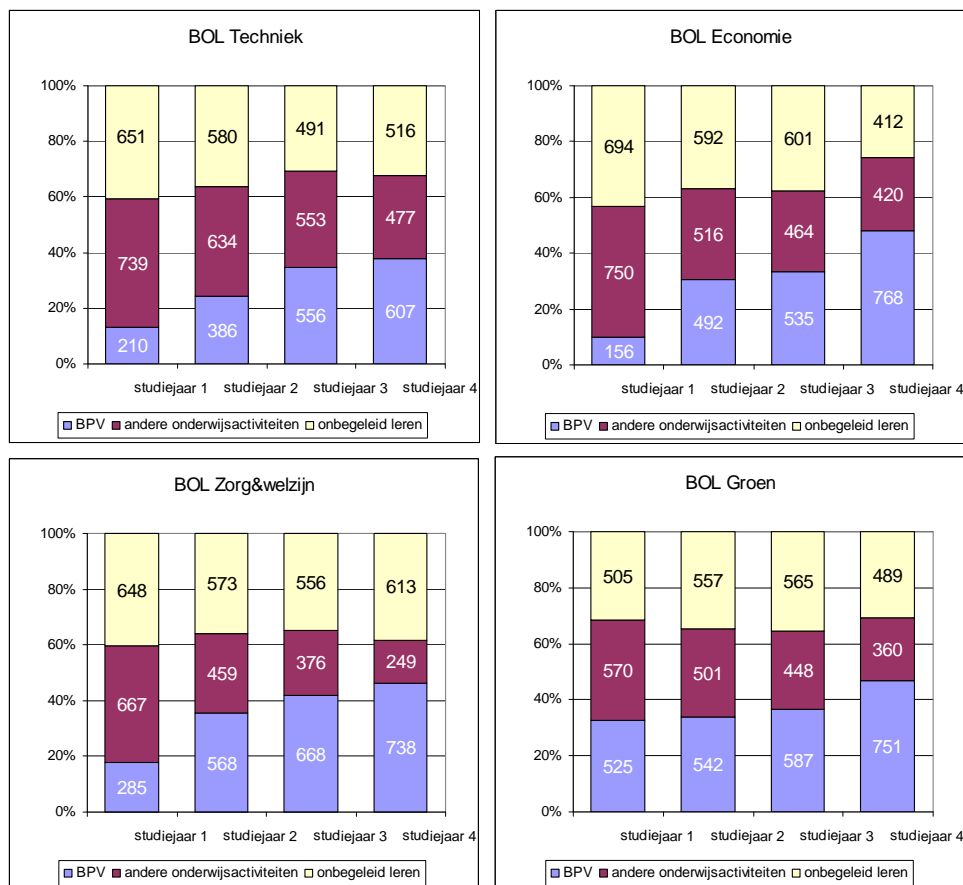 BOL Techniek
100%
80%
60%
40%
20%
0%
651 580 491 516
739 634 553 477
210 386 556 607
studiejaar 1 studiejaar 2 studiejaar 3 studiejaar 4
BPV andere onderwijsactiviteiten onbegeleid leren
BOL Economie
100%
80%
60%
40%
20%
0%
694 592 601 412
750 516 464 420
156 492 535 768
studiejaar 1 studiejaar 2 studiejaar 3 studiejaar 4
BPV andere onderwijsactiviteiten onbegeleid leren
BOL Zorg&welzijn
100%
80%
60%
40%
20%
0%
648 573 556 613
667 459 376 249
285 568 668 738
studiejaar 1 studiejaar 2 studiejaar 3 studiejaar 4
BPV andere onderwijsactiviteiten onbegeleid leren
BOL Groen
100%
80%
60%
40%
20%
0%
505 557 565 489
570 501 448 360
525 542 587 751
studiejaar 1 studiejaar 2 studiejaar 3 studiejaar 4
BPV andere onderwijsactiviteiten onbegeleid leren